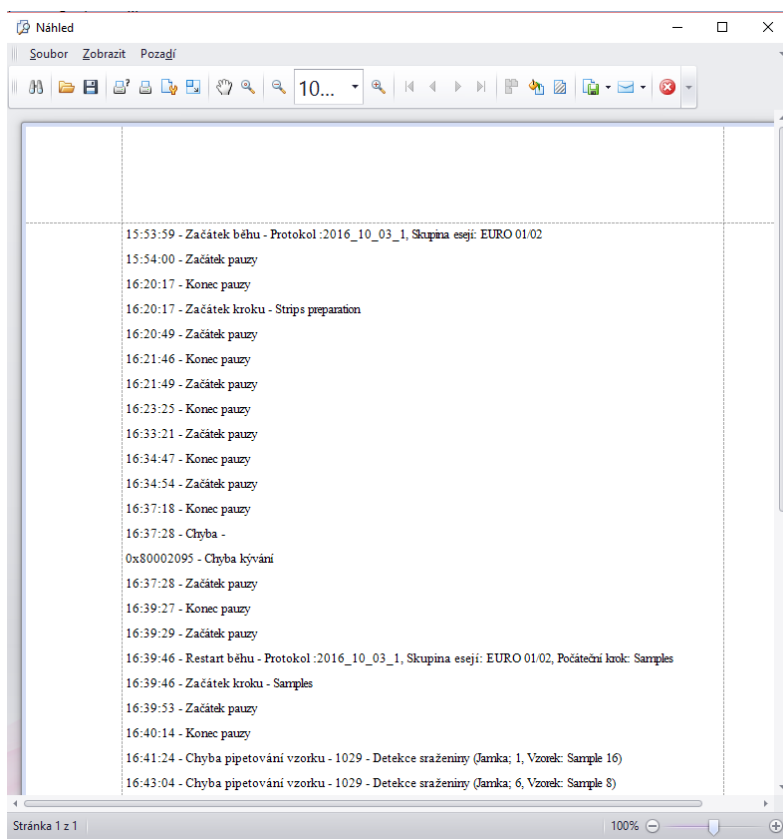 Náhled
Soubor Zobrazit Pozadí
10...
15:53:59 - Začátek běhu - Protokol :2016_10_03_1, Skupina esejí: EURO 01/02
15:54:00 - Začátek pauzy
16:20:17 - Konec pauzy
16:20:17 - Začátek kroku - Strips preparation
16:20:49 - Začátek pauzy
16:21:46 - Konec pauzy
16:21:49 - Začátek pauzy
16:23:25 - Konec pauzy
16:33:21 - Začátek pauzy
16:34:47 - Konec pauzy
16:34:54 - Začátek pauzy
16:37:18 - Konec pauzy
16:37:28 - Chyba -
0x80002095 - Chyba kývání
16:37:28 - Začátek pauzy
16:39:27 - Konec pauzy
16:39:29 - Začátek pauzy
16:39:46 - Restart běhu - Protokol :2016_10_03_1, Skupina esejí: EURO 01/02, Počáteční krok: Samples
16:39:46 - Začátek kroku - Samples
16:39:53 - Začátek pauzy
16:40:14 - Konec pauzy
16:41:24 - Chyba pipetování vzorku - 1029 - Detekce sraženiny (Jamka; 1, Vzorek: Sample 16)
16:43:04 - Chyba pipetování vzorku - 1029 - Detekce sraženiny (Jamka; 6, Vzorek: Sample 8)
Stránka 1 z 1 100%